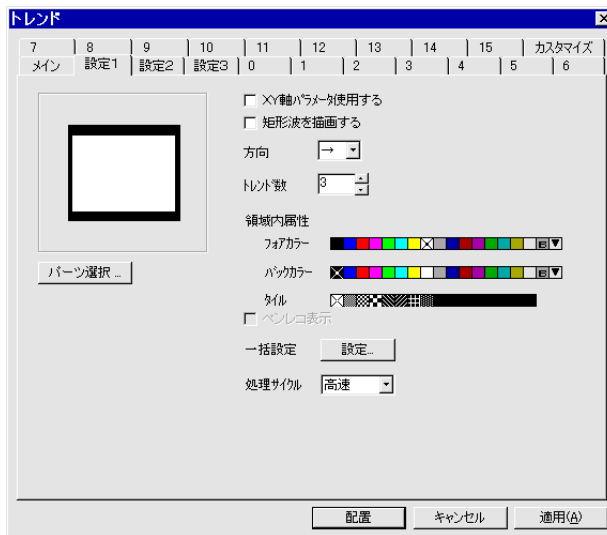 トレンド
7 8 9 10 11 12 13 14 15 カスタマイズ
メイン 設定1 設定2 設定3 0 1 2 3 4 5 6
XY軸パラメータ使用する
矩形波を描画する
方向 →
トレンド数 3
領域内属性
フォアカラー
バックカラー
パーツ選択 ...
タイル
ペンレコ表示
一括設定 設定...
処理サイクル 高速
配置 キャンセル 適用(A)